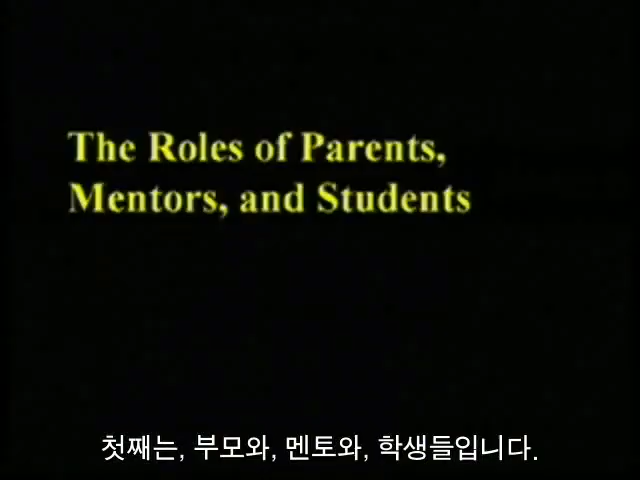 The Roles of Parents,
Mentors, and Students
첫째는, 부모와, 멘토와, 학생들입니다.